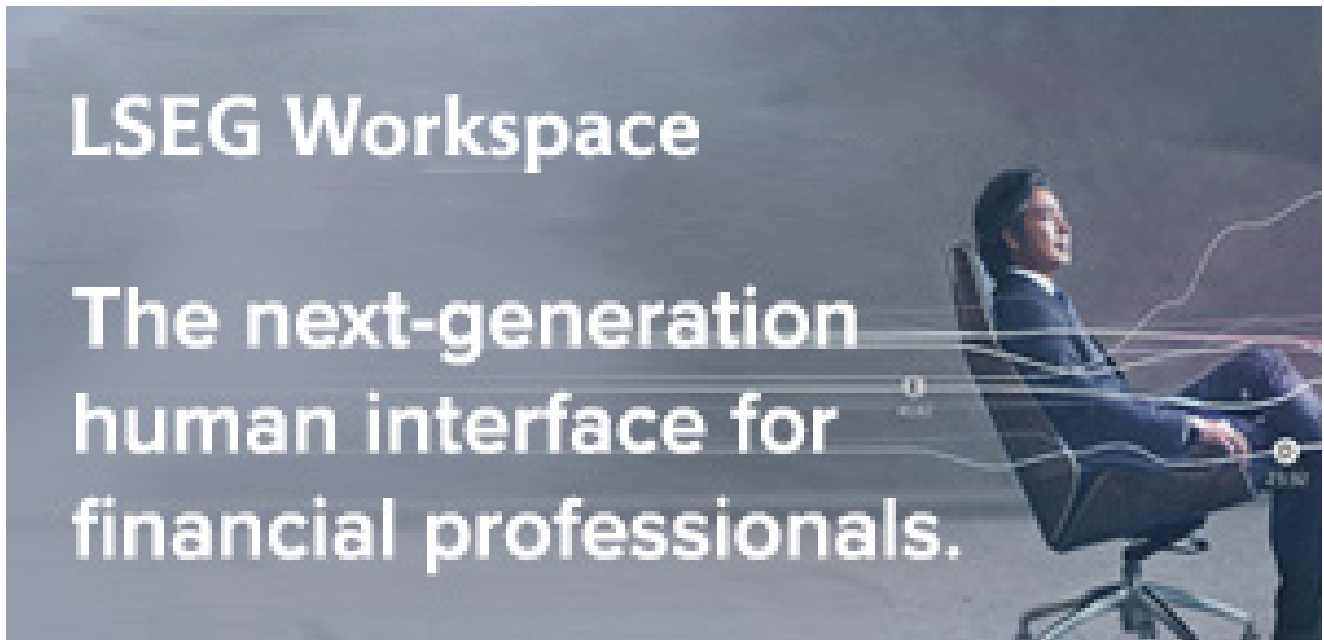 LSEG Workspace
The next-generation
human interface for
financial professionals.